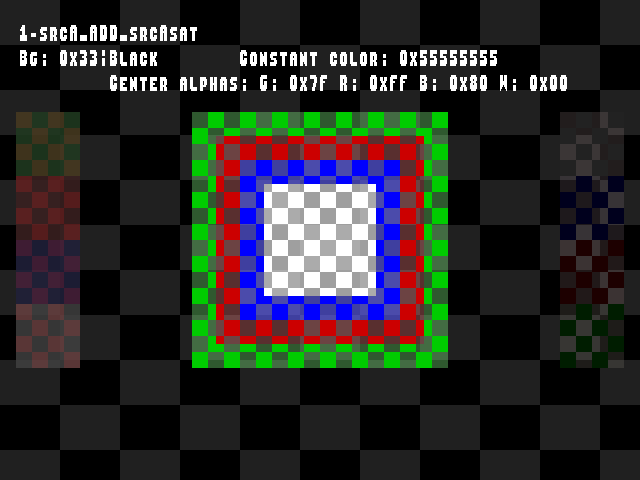 1-srcA_ADD_srcAsat
Bg: 0x33¦Black Constant color: 0x55555555
Center alphas: G: 0x7f R: 0xff B: 0x80 W: 0x00